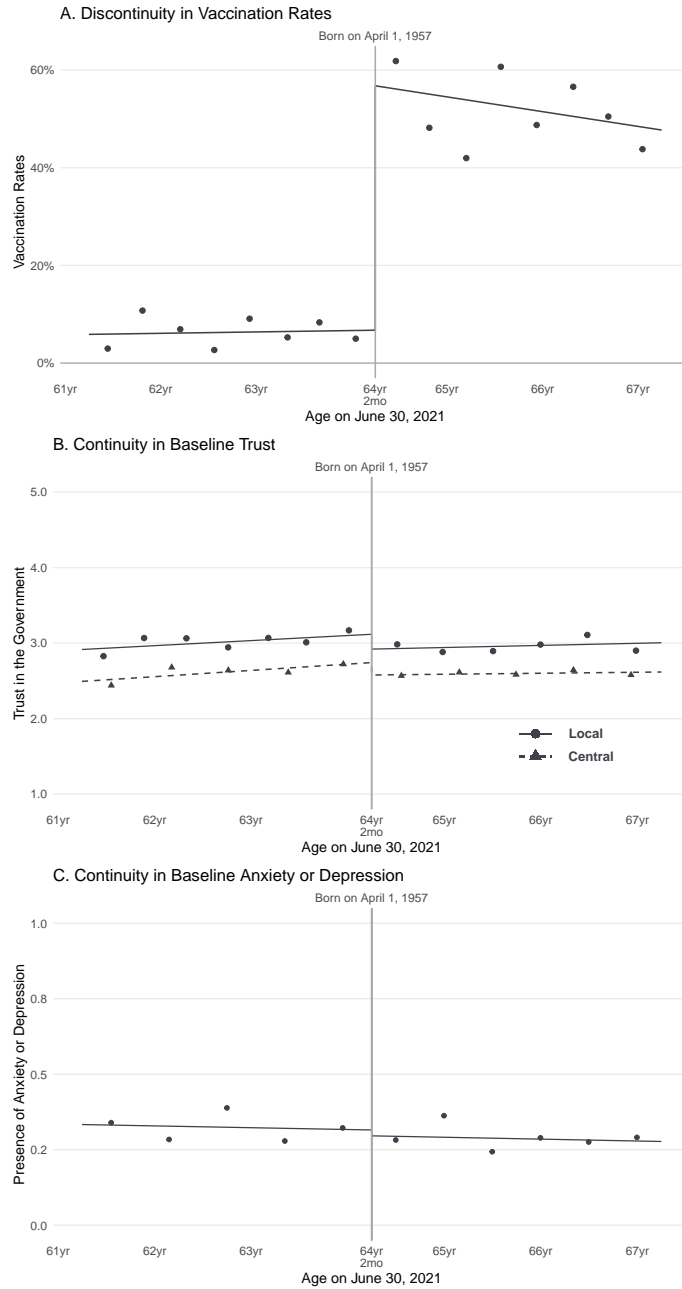 A. Discontinuity in Vaccination Rates
Born on April 1, 1957
60%
40%
20%
0%
Vaccination Rates
61yr 62yr 63yr 64yr 65yr 66yr 67yr
2mo
Age on June 30, 2021
B. Continuity in Baseline Trust
Born on April 1, 1957
5.0
4.0
3.0
2.0
1.0
Trust in the Government
Local
Central
61yr 62yr 63yr 64yr 65yr 66yr 67yr
2mo
Age on June 30, 2021
C. Continuity in Baseline Anxiety or Depression
Born on April 1, 1957
1.0
0.8
0.5
0.2
0.0
Presence of Anxiety or Depression
61yr 62yr 63yr 64yr 65yr 66yr 67yr
2mo
Age on June 30, 2021